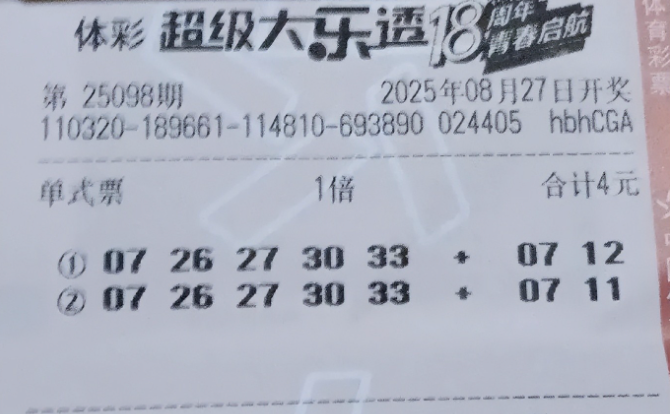 体彩 超级大乐透 18周年 青春启航
第 25098期 2025年08月27日开奖
110320-189661-114810-693890 024405 hbhCGA
单式票 1倍 合计4元
① 07 26 27 30 33 + 07 12
② 07 26 27 30 33 + 07 11
体育彩票